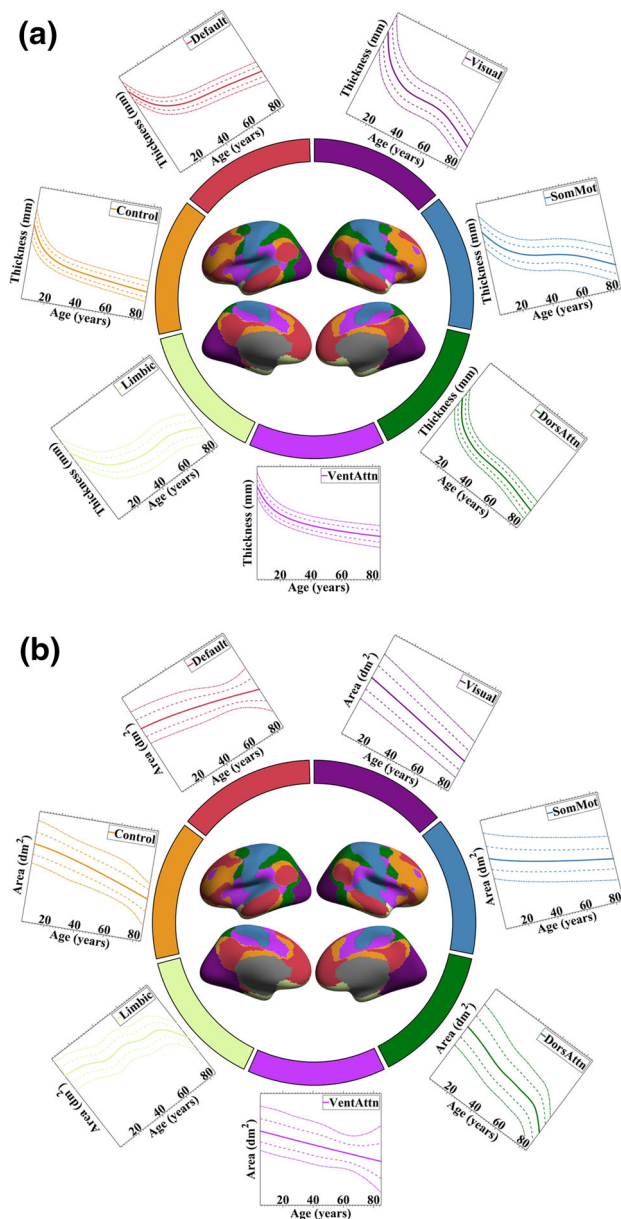 (a)
Default
Thickness (mm)
20 40 60 80
Age (years)
Visual
Thickness (mm)
20 40 60 80
Age (years)
Control
Thickness (mm)
20 40 60 80
Age (years)
SomMot
Thickness (mm)
20 40 60 80
Age (years)
Limbic
Thickness (mm)
20 40 60 80
Age (years)
DorsAttn
Thickness (mm)
20 40 60 80
Age (years)
VentAttn
Thickness (mm)
20 40 60 80
Age (years)
(b)
Default
Area (dm²)
20 40 60 80
Age (years)
Visual
Area (dm²)
20 40 60 80
Age (years)
Control
Area (dm²)
20 40 60 80
Age (years)
SomMot
Area (dm²)
20 40 60 80
Age (years)
Limbic
Area (dm²)
20 40 60 80
Age (years)
DorsAttn
Area (dm²)
20 40 60 80
Age (years)
VentAttn
Area (dm²)
20 40 60 80
Age (years)